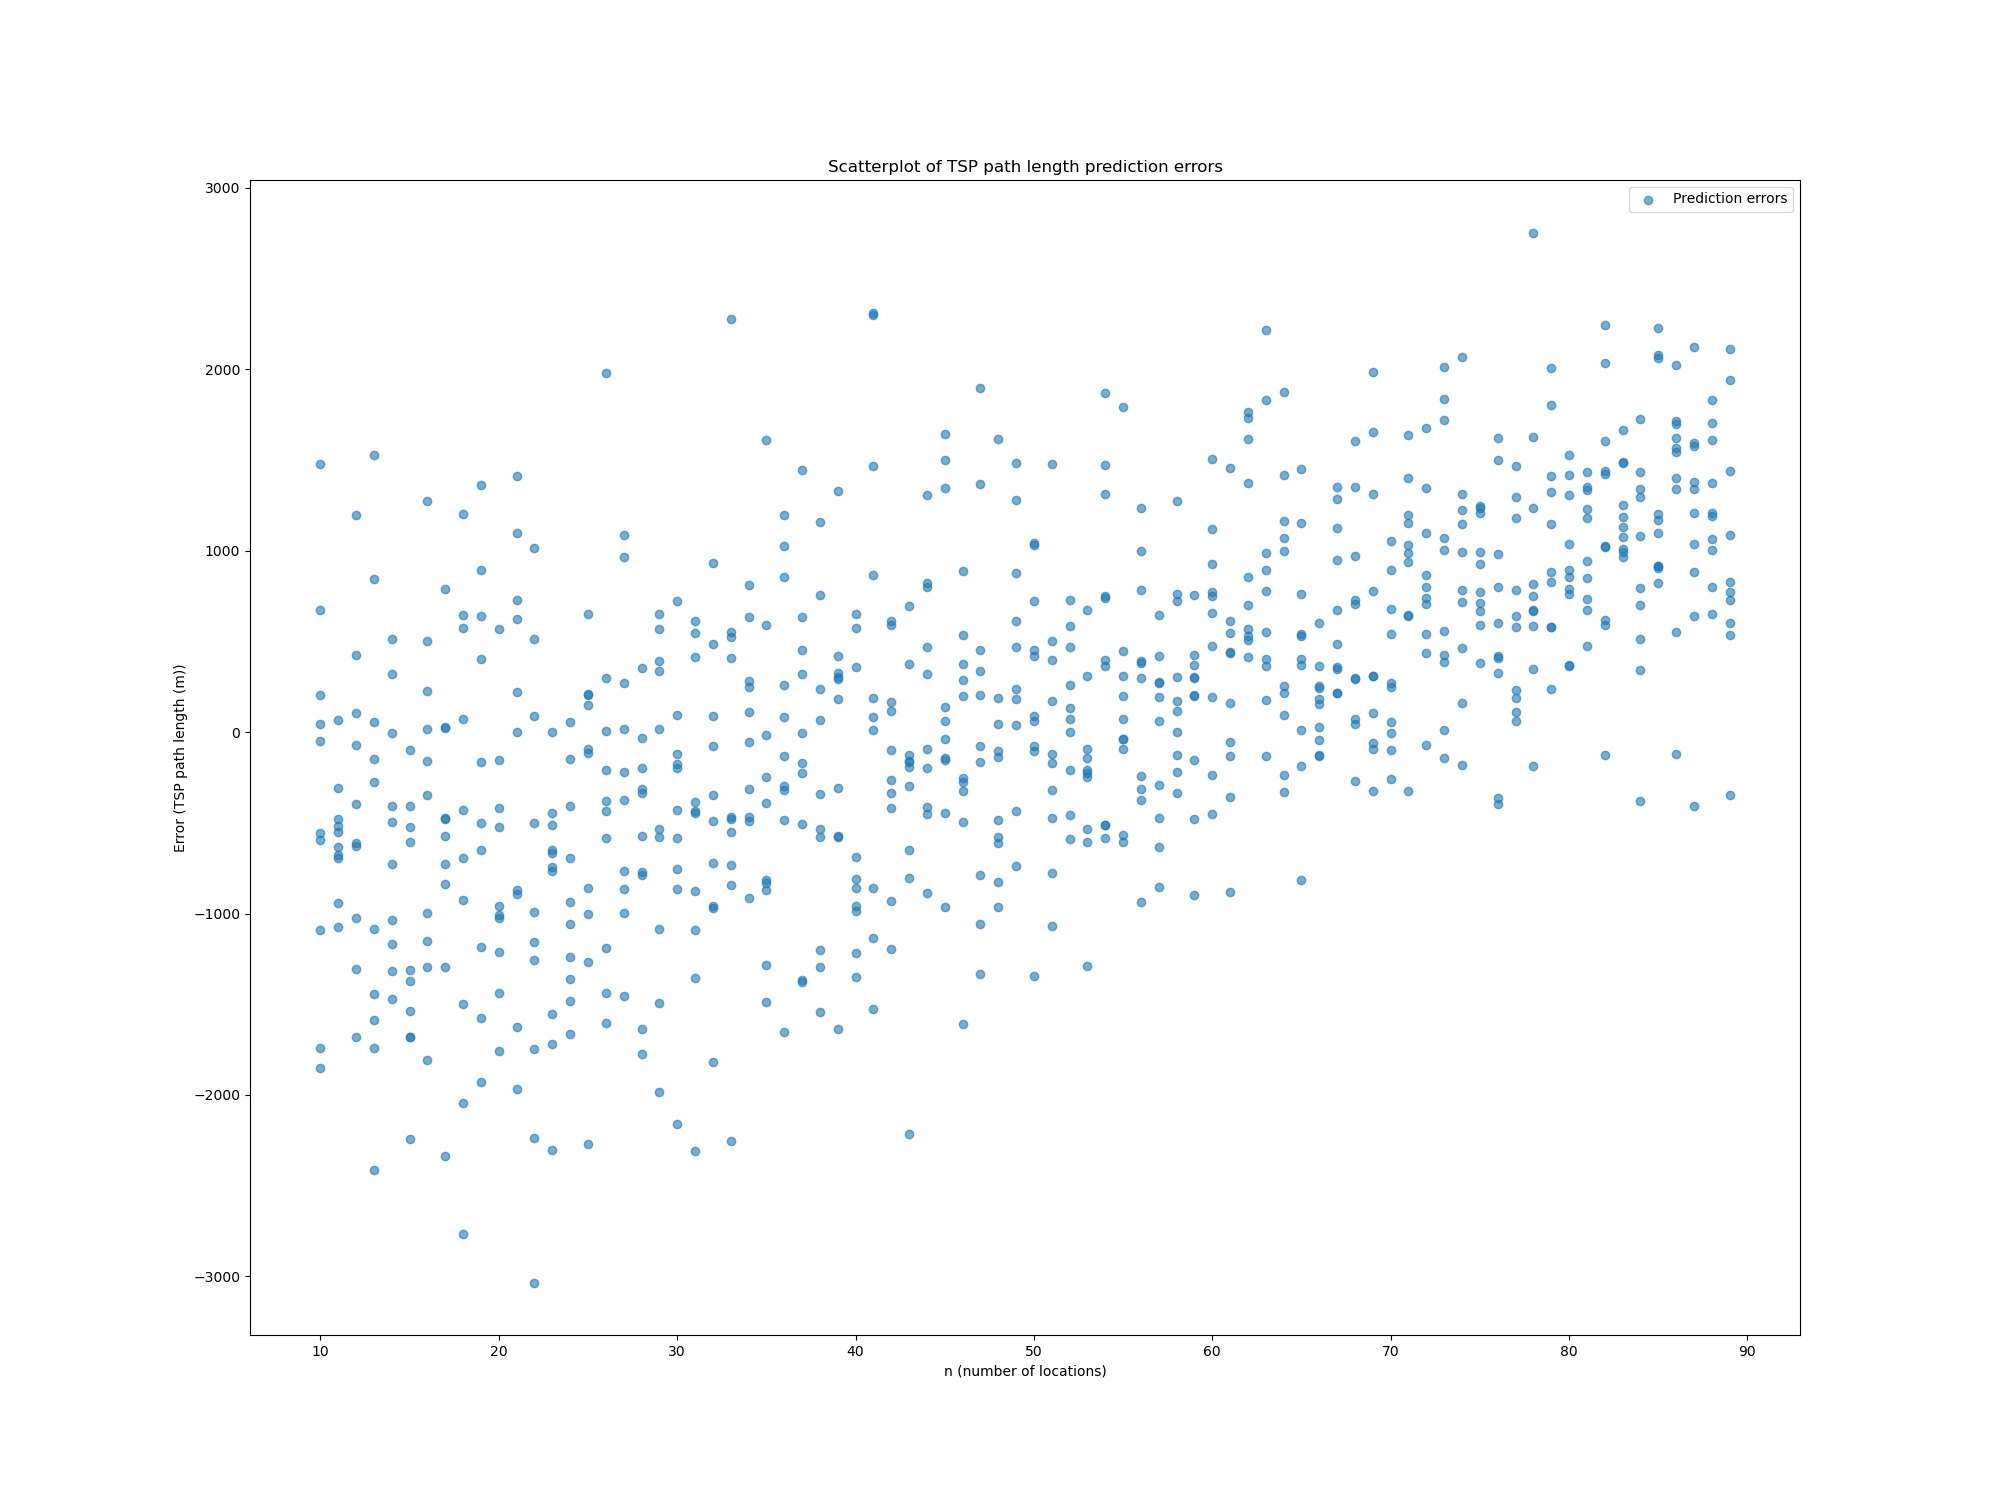 Scatterplot of TSP path length prediction errors
Prediction errors
3000
2000
1000
0
−1000
−2000
−3000
Error (TSP path length (m))
10 20 30 40 50 60 70 80 90
n (number of locations)